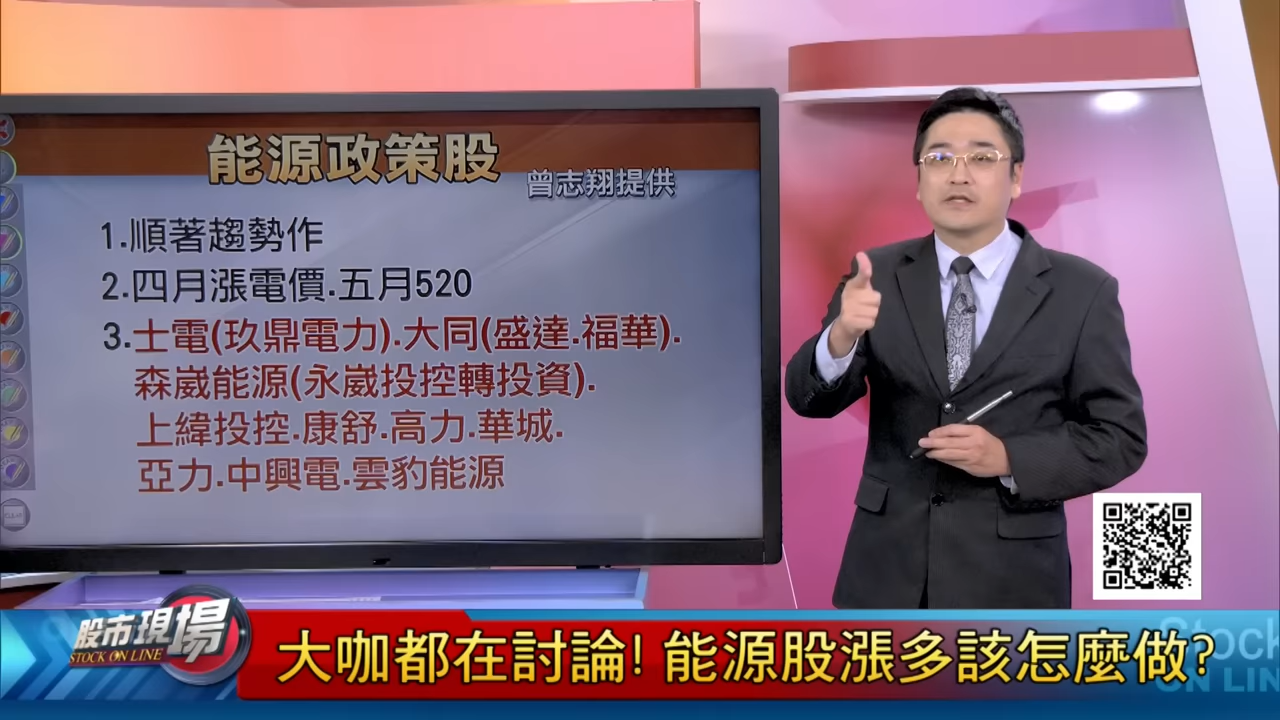 能源政策股
曾志翔提供
1.順著趨勢作
2.四月漲電價.五月520
3.士電(玖鼎電力).大同(盛達.福華).
森崴能源(永崴投控轉投資).
上緯投控.康舒.高力.華城.
亞力.中興電.雲豹能源
股市現場
STOCK ON LINE
大咖都在討論! 能源股漲多該怎麼做?
Stock
ON LIN